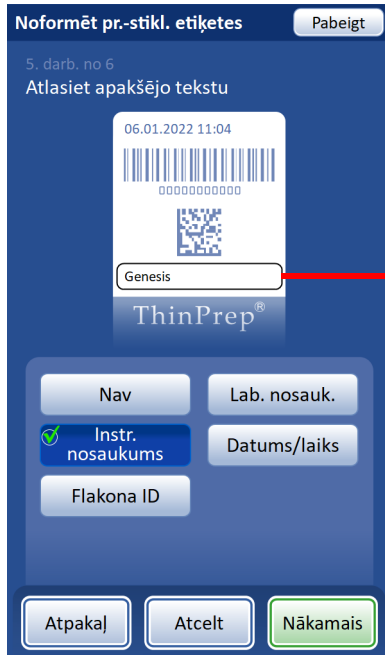 Noformēt pr.-stikl. etiķetes
Pabeigt
5. darb. no 6
Atlasiet apakšējo tekstu
06.01.2022 11:04
00000000000
Genesis
ThinPrep®
Nav
Lab. nosauk.
Instr.
nosaukums
Datums/laiks
Flakona ID
Atpakaļ
Atcelt
Nākamais